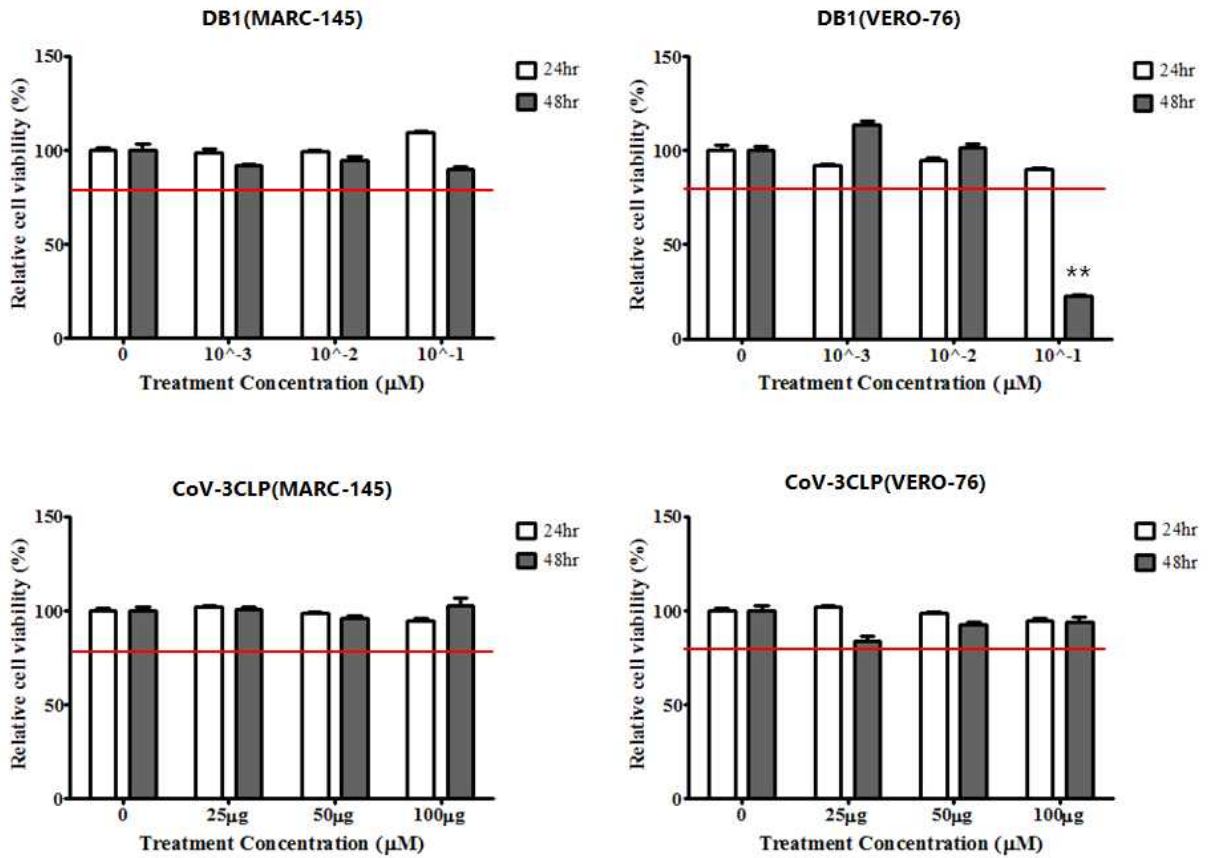 DB1(MARC-145)
150
100
50
0
Relative cell viability (%)
24hr
48hr
0 10^-3 10^-2 10^-1
Treatment Concentration (µM)
DB1(VERO-76)
150
100
50
0
Relative cell viability (%)
24hr
48hr
**
0 10^-3 10^-2 10^-1
Treatment Concentration (µM)
CoV-3CLP(MARC-145)
150
100
50
0
Relative cell viability (%)
24hr
48hr
0 25µg 50µg 100µg
Treatment Concentration (µM)
CoV-3CLP(VERO-76)
150
100
50
0
Relative cell viability (%)
24hr
48hr
0 25µg 50µg 100µg
Treatment Concentration (µM)